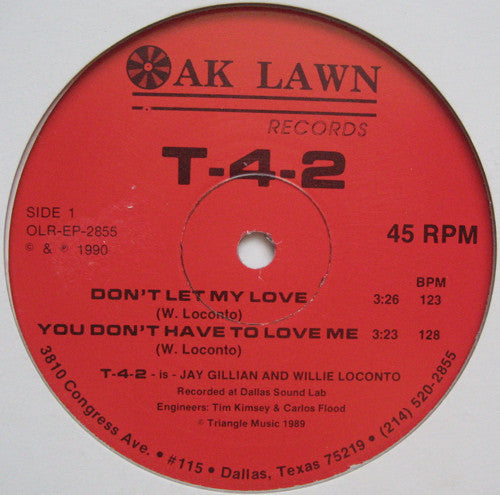 OAK LAWN
RECORDS
T-4-2
SIDE 1
OLR-EP-2855
© & ℗ 1990
45 RPM
BPM
DON'T LET MY LOVE 3:26 123
(W. Loconto)
YOU DON'T HAVE TO LOVE ME 3:23 128
(W. Loconto)
T-4-2 - is - JAY GILLIAN AND WILLIE LOCONTO
Recorded at Dallas Sound Lab
Engineers: Tim Kimsey & Carlos Flood
© Triangle Music 1989
3810 Congress Ave. • #115 • Dallas, Texas 75219 • (214) 520-2855